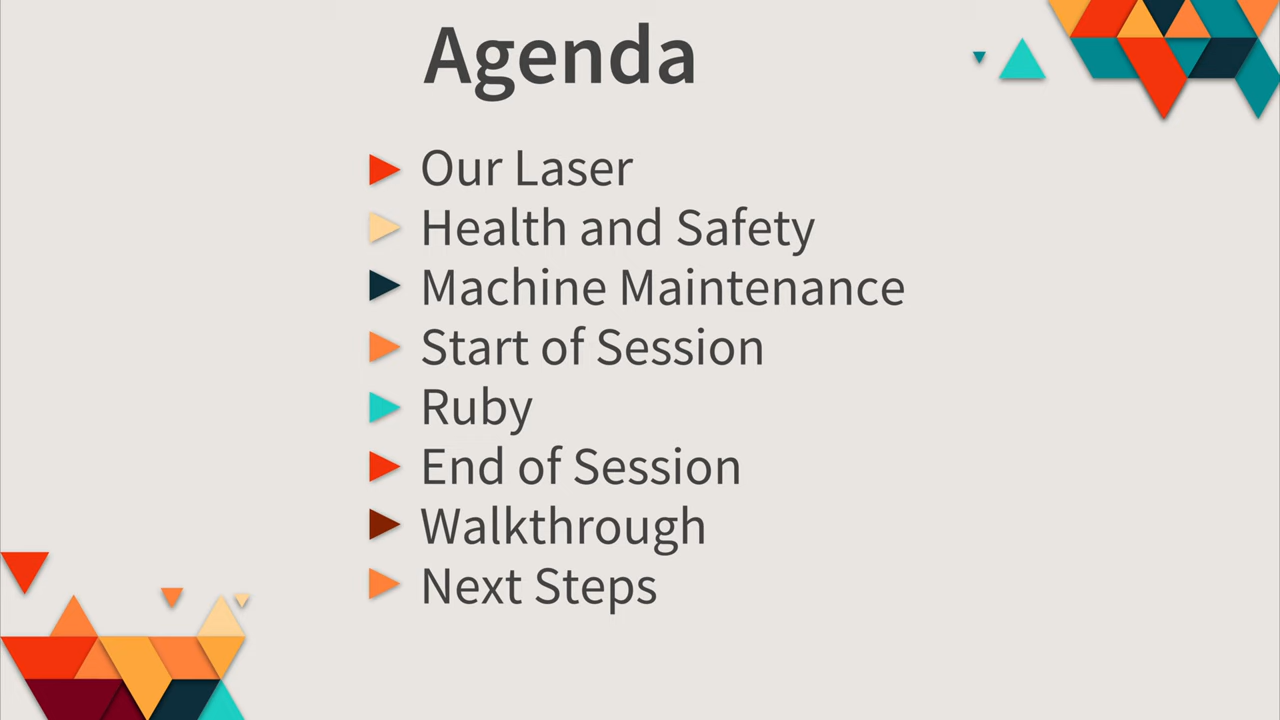 Agenda
Our Laser
Health and Safety
Machine Maintenance
Start of Session
Ruby
End of Session
Walkthrough
Next Steps